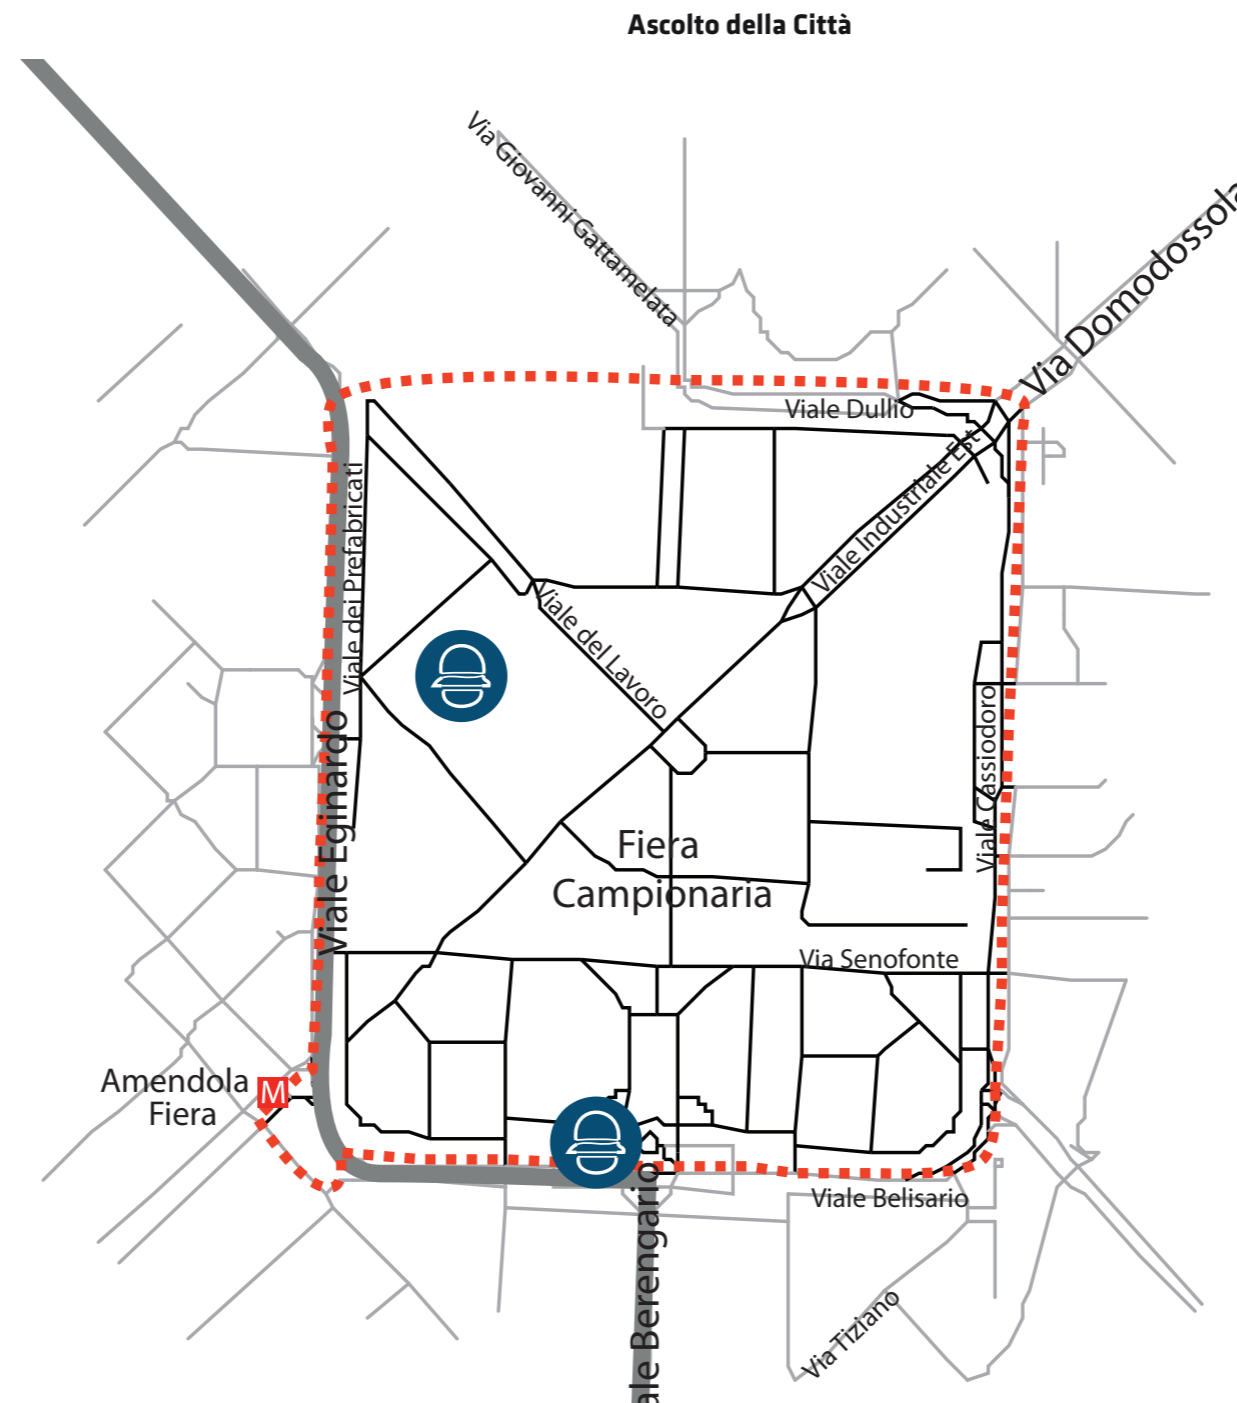 Ascolto della Città
Via Giovanni Gattamelata
Via Domodossola
Viale Dullio
Viale Industriale Est
Viale dei Prefabricati
Viale del Lavoro
Viale Eginardo
Viale Cassiodoro
Fiera
Campionaria
Via Senofonte
Amendola
Fiera
M
Viale Belisario
ale Berengario
Via Tiziano